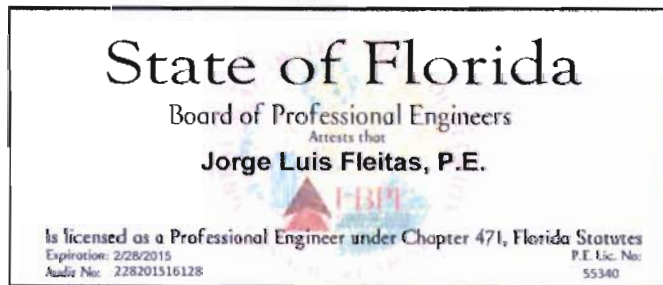 State of Florida
Board of Professional Engineers
Attests that
Jorge Luis Fleitas, P.E.
FBPE
Is licensed as a Professional Engineer under Chapter 471, Florida Statutes
Expiration: 2/28/2015
Audit No: 228201516128
P.E. Lic. No:
55340